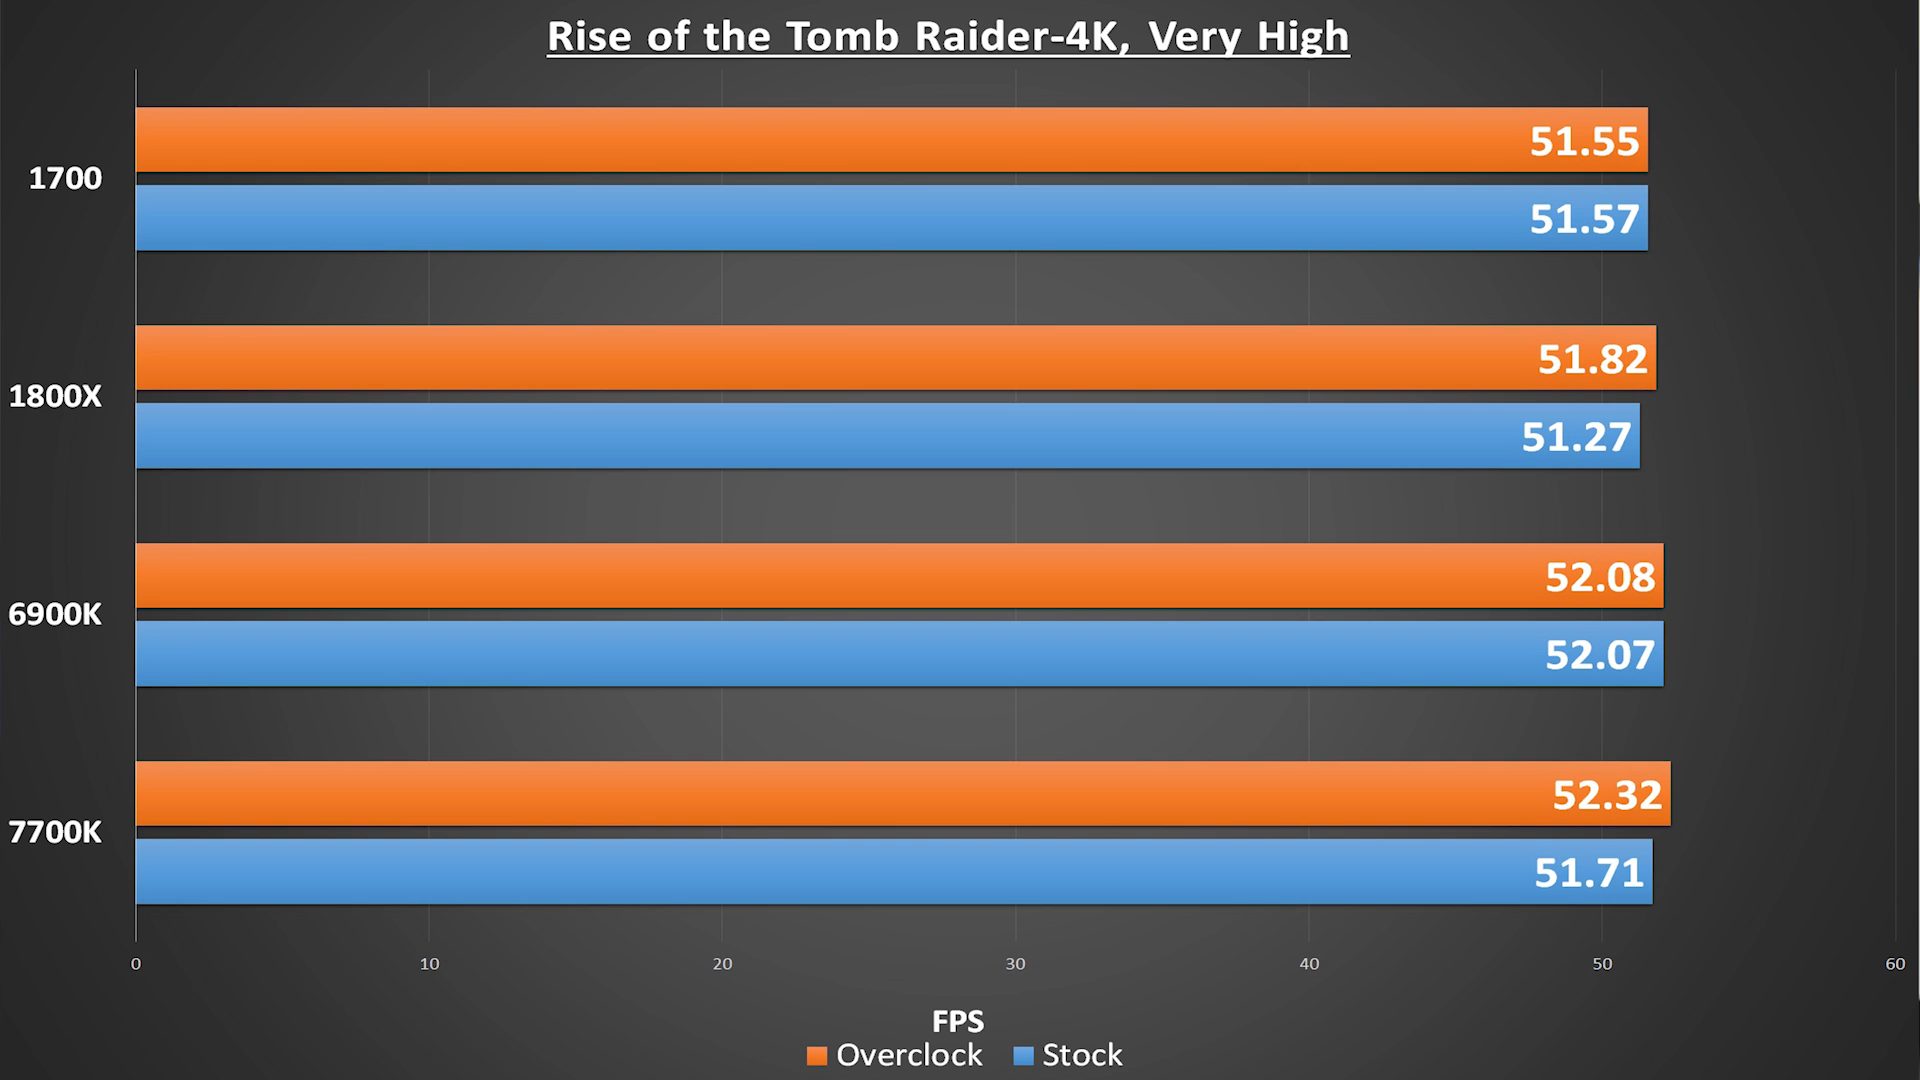 Rise of the Tomb Raider-4K, Very High
51.55
1700
51.57
51.82
1800X
51.27
52.08
6900K
52.07
52.32
7700K
51.71
0 10 20 30 40 50 60
FPS
Overclock Stock